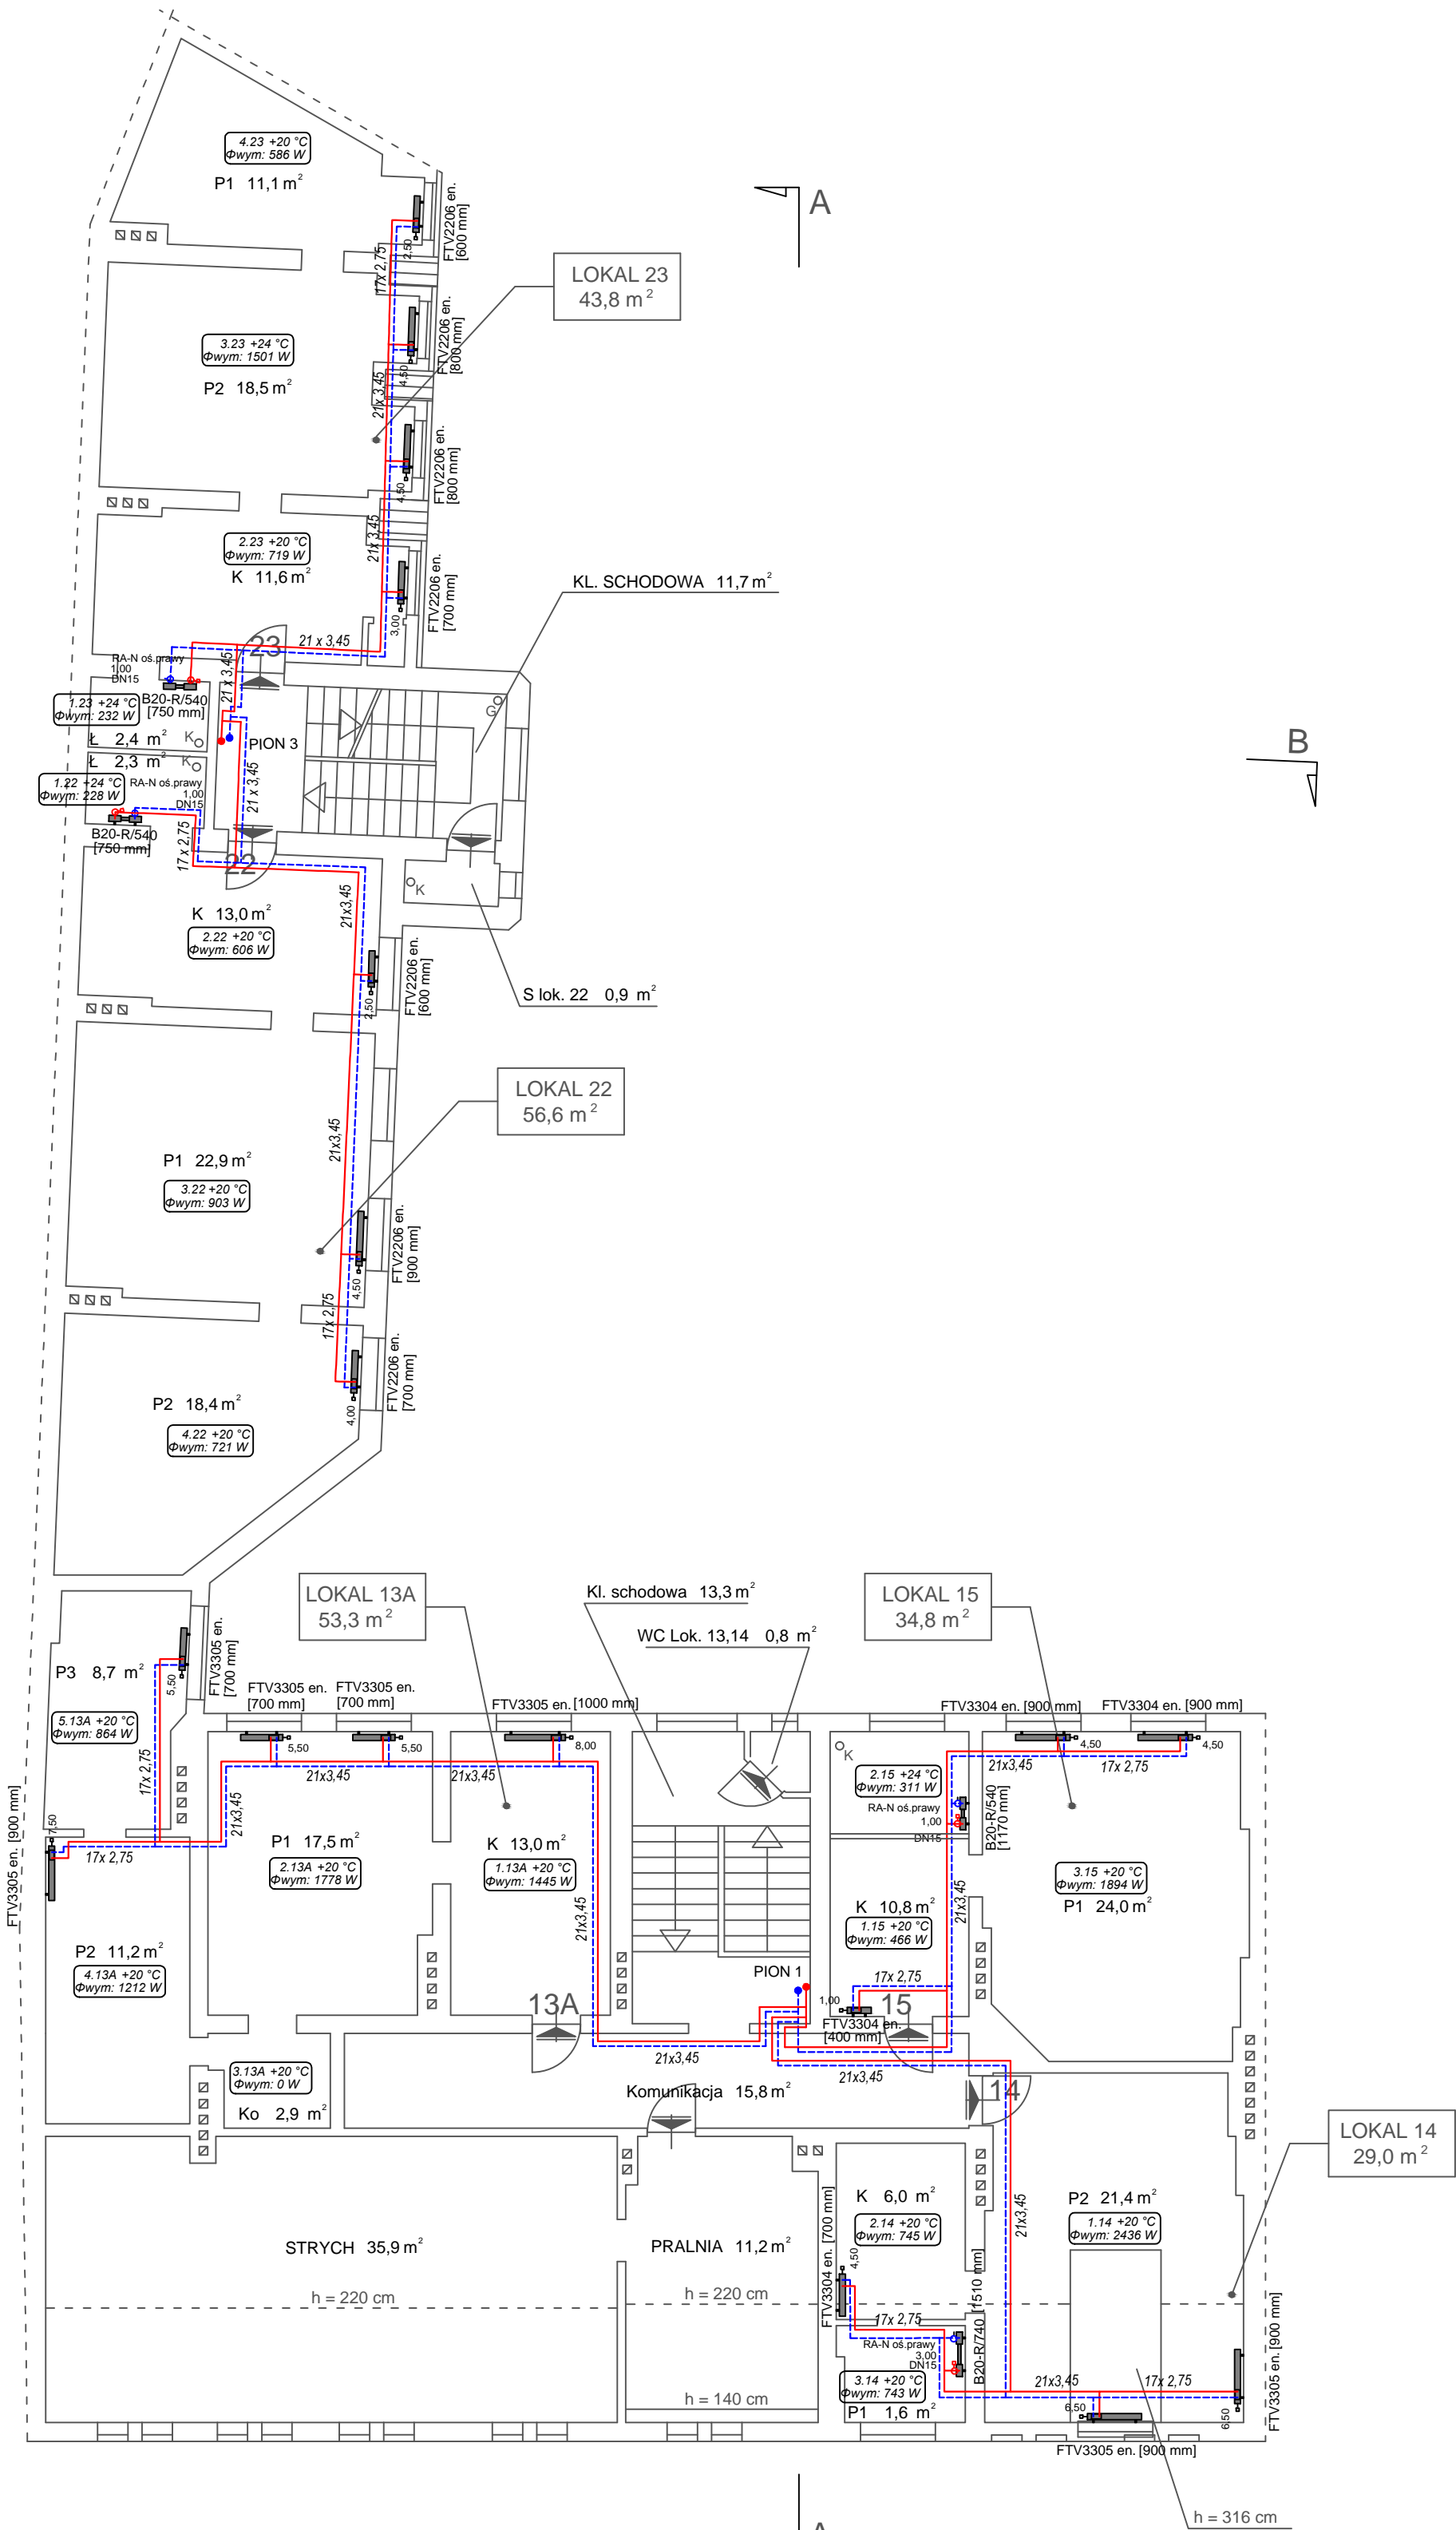 4.23 +20 °C
Φwym: 586 W
P1 11,1 m²
2,50
FTV2206 en.
[600 mm]
17x 2,75
A
LOKAL 23
43,8 m²
3.23 +24 °C
Φwym: 1501 W
P2 18,5 m²
4,50
FTV2206 en.
[800 mm]
21x 3,45
4,50
FTV2206 en.
[800 mm]
21x 3,45
2.23 +20 °C
Φwym: 719 W
K 11,6 m²
3,00
FTV2206 en.
[700 mm]
KL. SCHODOWA 11,7 m²
23
21 x 3,45
RA-N oś.prawy
1,00
DN15
21 x 3,45
1.23 +24 °C
Φwym: 232 W
B20-R/540
[750 mm]
G
Ł 2,4 m²
K
PION 3
B
Ł 2,3 m²
K
1.22 +24 °C
Φwym: 228 W
RA-N oś.prawy
1,00
DN15
21 x 3,45
B20-R/540
[750 mm]
17 x 2,75
22
K
21x3,45
K 13,0 m²
2.22 +20 °C
Φwym: 606 W
2,50
FTV2206 en.
[600 mm]
S lok. 22 0,9 m²
LOKAL 22
56,6 m²
21x3,45
P1 22,9 m²
3.22 +20 °C
Φwym: 903 W
4,50
FTV2206 en.
[900 mm]
17x 2,75
P2 18,4 m²
4.22 +20 °C
Φwym: 721 W
4,00
FTV2206 en.
[700 mm]
LOKAL 13A
53,3 m²
Kl. schodowa 13,3 m²
LOKAL 15
34,8 m²
WC Lok. 13,14 0,8 m²
P3 8,7 m²
5,50
FTV3305 en.
[700 mm]
FTV3305 en.
[700 mm]
FTV3305 en.
[700 mm]
FTV3305 en. [1000 mm]
FTV3304 en. [900 mm]
FTV3304 en. [900 mm]
5.13A +20 °C
Φwym: 864 W
5,50
5,50
8,00
4,50
4,50
K
17x 2,75
21x3,45
21x3,45
21x3,45
21x3,45
17x 2,75
2.15 +24 °C
Φwym: 311 W
RA-N oś.prawy
1,00
DN15
B20-R/540
[1170 mm]
FTV3305 en. [900 mm]
7,50
17x 2,75
21x3,45
P1 17,5 m²
2.13A +20 °C
Φwym: 1778 W
K 13,0 m²
1.13A +20 °C
Φwym: 1445 W
3.15 +20 °C
Φwym: 1894 W
P1 24,0 m²
K 10,8 m²
1.15 +20 °C
Φwym: 466 W
21x3,45
P2 11,2 m²
4.13A +20 °C
Φwym: 1212 W
PION 1
17x 2,75
1,00
13A
15
FTV3304 en.
[400 mm]
21x3,45
21x3,45
3.13A +20 °C
Φwym: 0 W
Ko 2,9 m²
Komunikacja 15,8 m²
14
LOKAL 14
29,0 m²
K 6,0 m²
2.14 +20 °C
Φwym: 745 W
21x3,45
P2 21,4 m²
1.14 +20 °C
Φwym: 2436 W
STRYCH 35,9 m²
PRALNIA 11,2 m²
h = 220 cm
h = 220 cm
FTV3304 en. [700 mm]
4,50
17x 2,75
RA-N oś.prawy
3,00
DN15
B20-R/740 [1510 mm]
3.14 +20 °C
Φwym: 743 W
P1 1,6 m²
h = 140 cm
21x3,45
17x 2,75
6,50
6,50
FTV3305 en. [900 mm]
FTV3305 en. [900 mm]
h = 316 cm